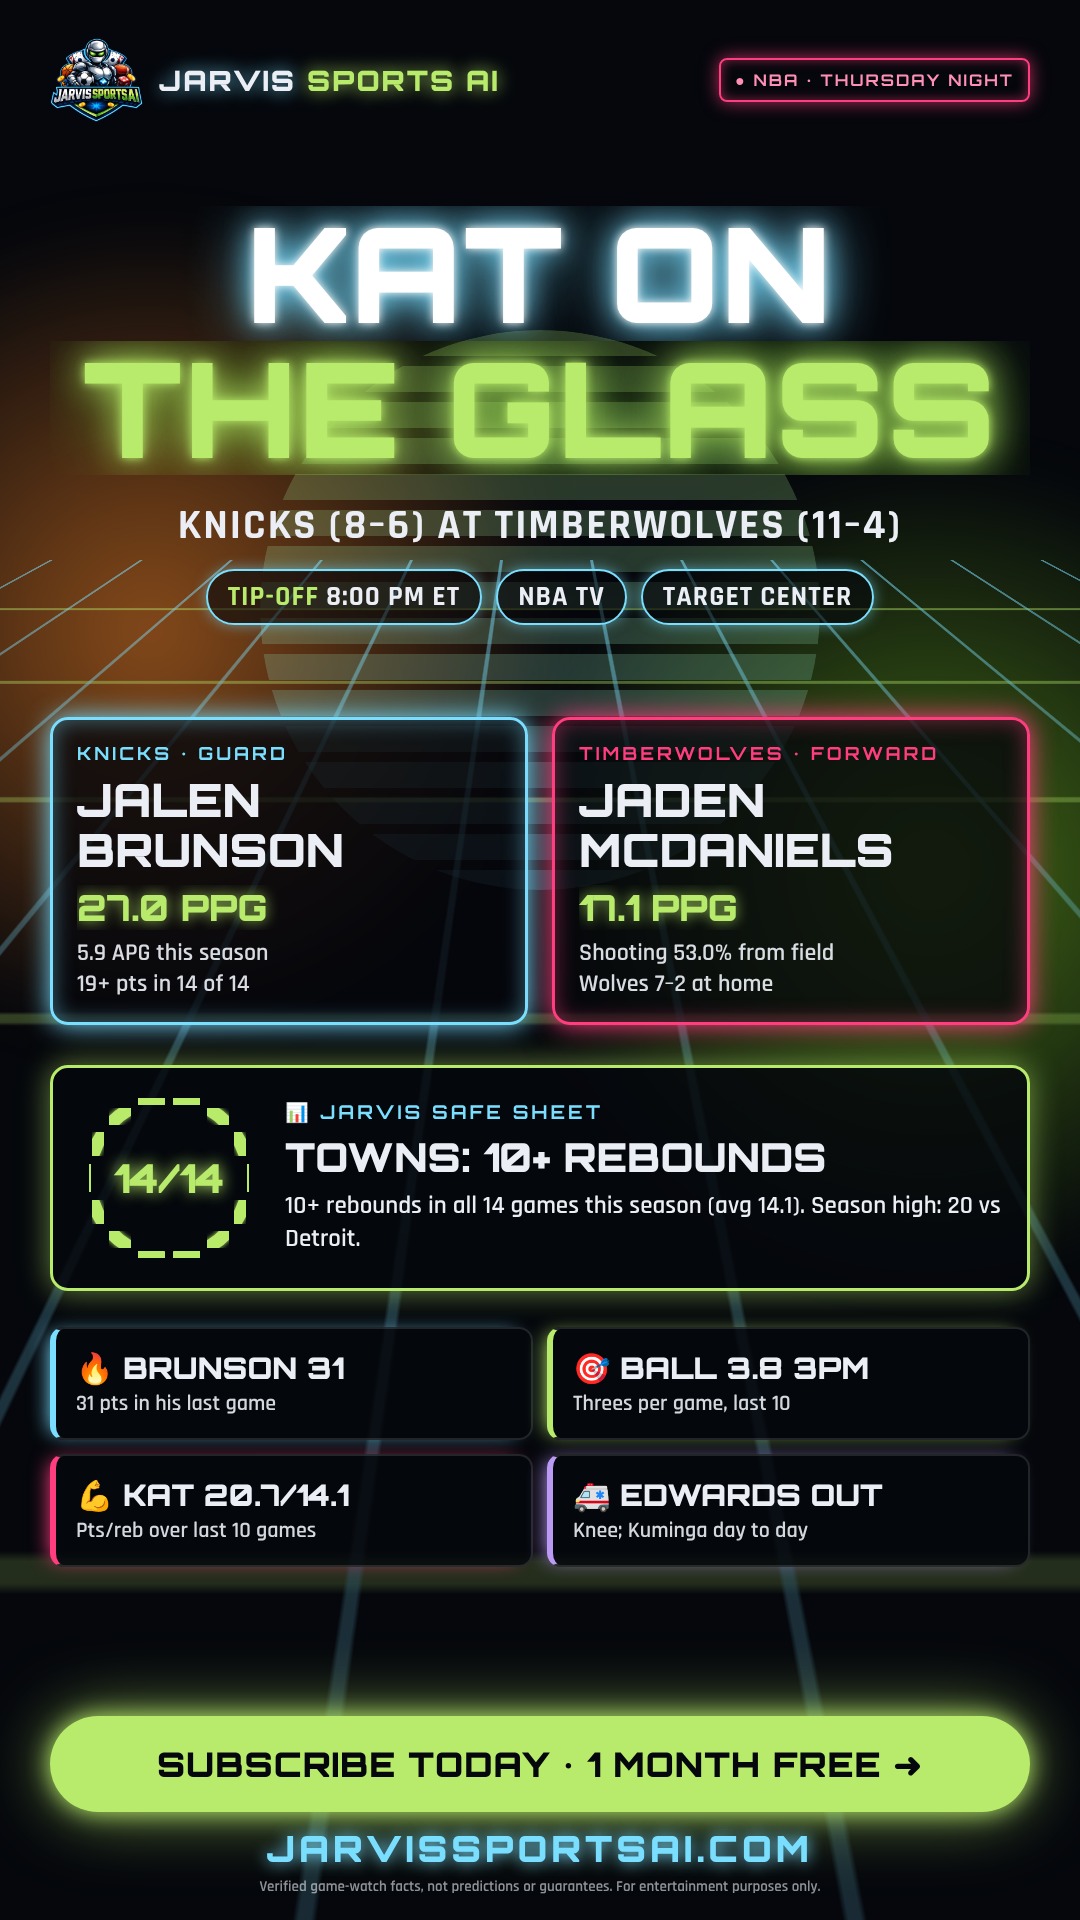 JARVISSPORTSAI
JARVIS SPORTS AI
• NBA · THURSDAY NIGHT
KAT ON
THE GLASS
KNICKS (8–6) AT TIMBERWOLVES (11–4)
TIP-OFF 8:00 PM ET
NBA TV
TARGET CENTER
KNICKS · GUARD
JALEN
BRUNSON
27.0 PPG
5.9 APG this season
19+ pts in 14 of 14
TIMBERWOLVES · FORWARD
JADEN
MCDANIELS
17.1 PPG
Shooting 53.0% from field
Wolves 7–2 at home
14/14
📊 JARVIS SAFE SHEET
TOWNS: 10+ REBOUNDS
10+ rebounds in all 14 games this season (avg 14.1). Season high: 20 vs
Detroit.
🔥 BRUNSON 31
31 pts in his last game
🎯 BALL 3.8 3PM
Threes per game, last 10
💪 KAT 20.7/14.1
Pts/reb over last 10 games
🚑 EDWARDS OUT
Knee; Kuminga day to day
SUBSCRIBE TODAY · 1 MONTH FREE ➜
JARVISSPORTSAI.COM
Verified game-watch facts, not predictions or guarantees. For entertainment purposes only.